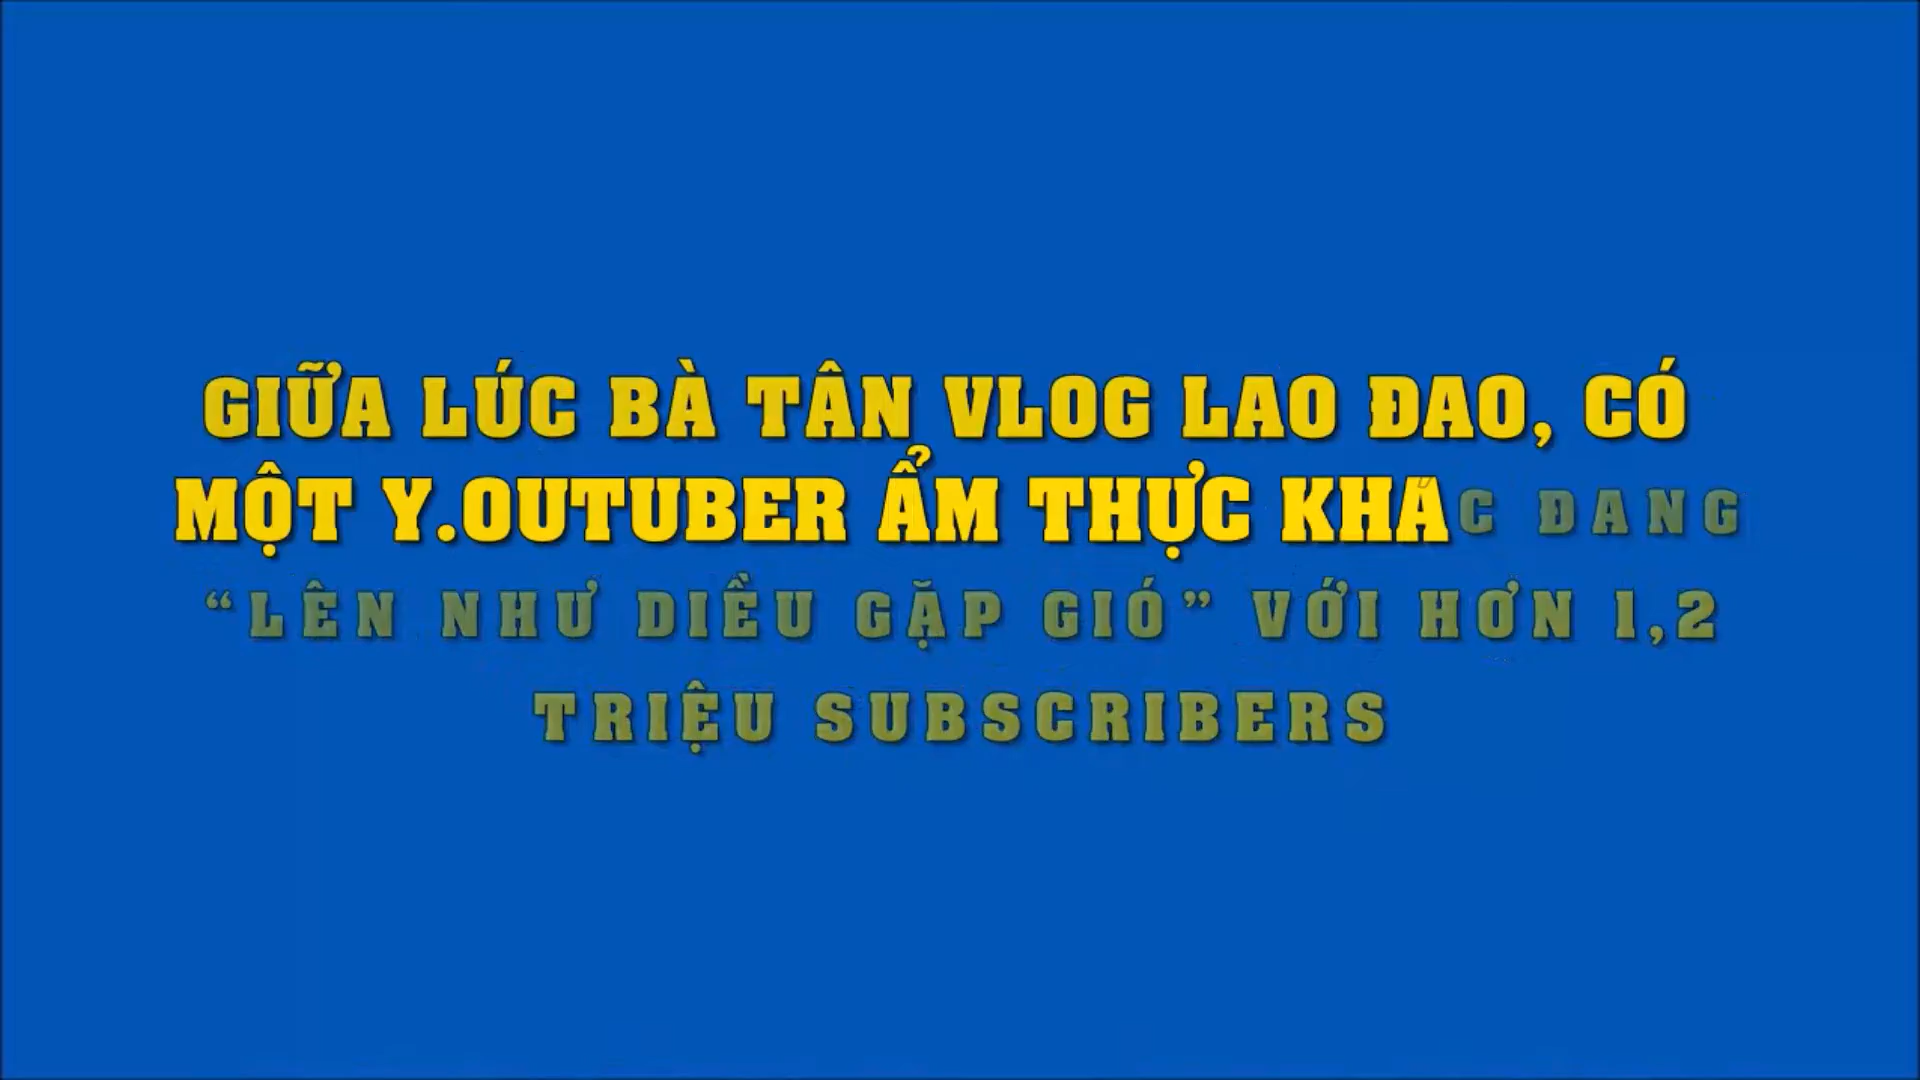 GIỮA LÚC BÀ TÂN VLOG LAO ĐAO, CÓ
MỘT Y.OUTUBER ẨM THỰC KHÁC ĐANG
“LÊN NHƯ DIỀU GẶP GIÓ” VỚI HƠN 1,2
TRIỆU SUBSCRIBERS